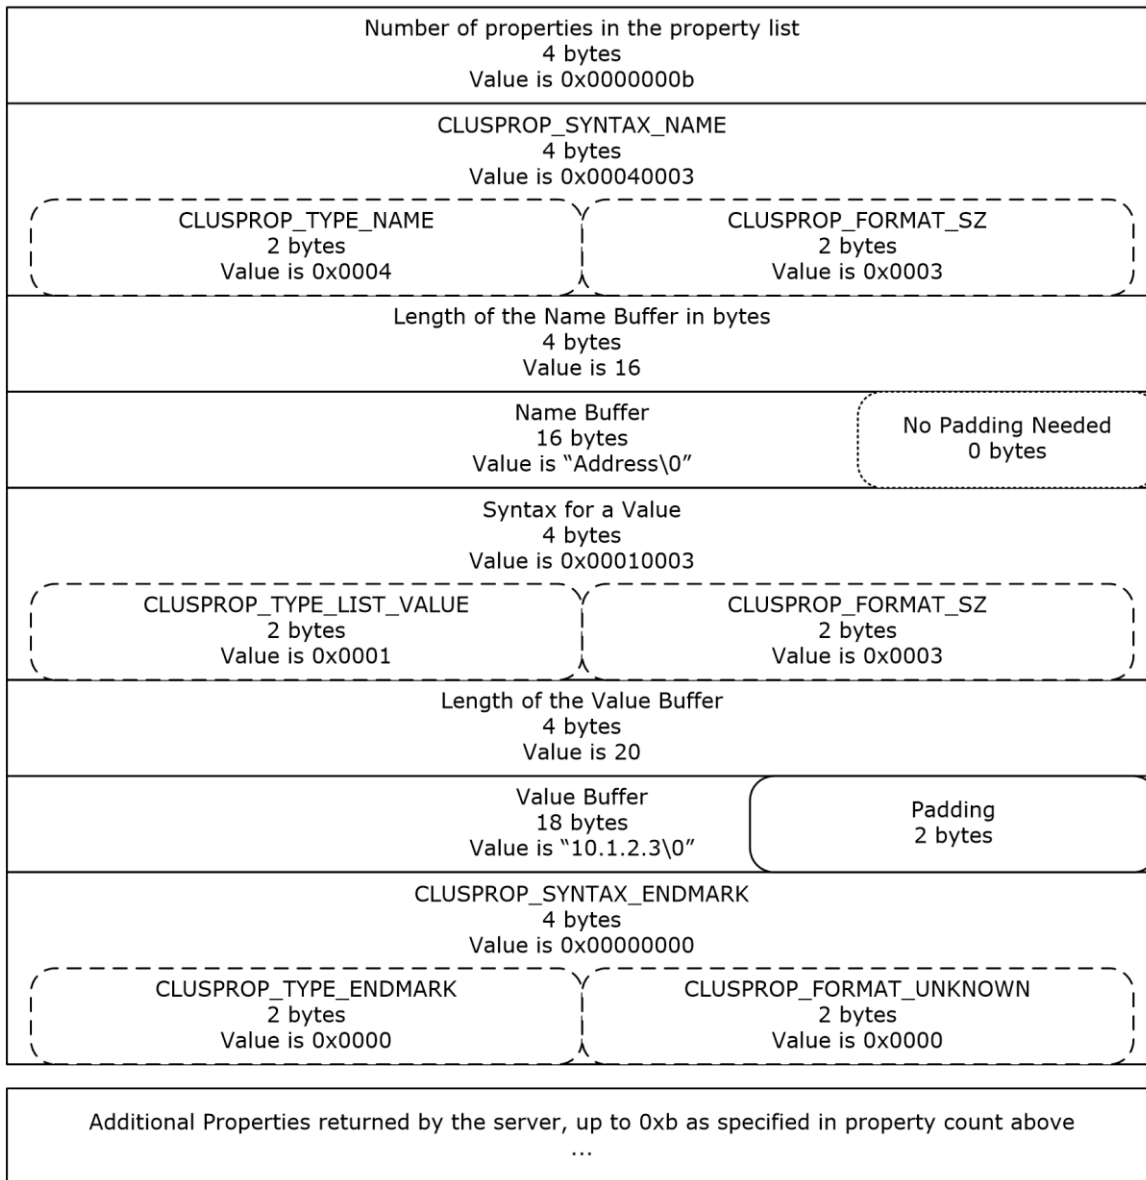 Number of properties in the property list
4 bytes
Value is 0x0000000b
CLUSPROP_SYNTAX_NAME
4 bytes
Value is 0x00040003
CLUSPROP_TYPE_NAME
2 bytes
Value is 0x0004
CLUSPROP_FORMAT_SZ
2 bytes
Value is 0x0003
Length of the Name Buffer in bytes
4 bytes
Value is 16
Name Buffer
16 bytes
Value is “Address\0”
No Padding Needed
0 bytes
Syntax for a Value
4 bytes
Value is 0x00010003
CLUSPROP_TYPE_LIST_VALUE
2 bytes
Value is 0x0001
CLUSPROP_FORMAT_SZ
2 bytes
Value is 0x0003
Length of the Value Buffer
4 bytes
Value is 20
Value Buffer
18 bytes
Value is “10.1.2.3\0”
Padding
2 bytes
CLUSPROP_SYNTAX_ENDMARK
4 bytes
Value is 0x00000000
CLUSPROP_TYPE_ENDMARK
2 bytes
Value is 0x0000
CLUSPROP_FORMAT_UNKNOWN
2 bytes
Value is 0x0000
Additional Properties returned by the server, up to 0xb as specified in property count above
...